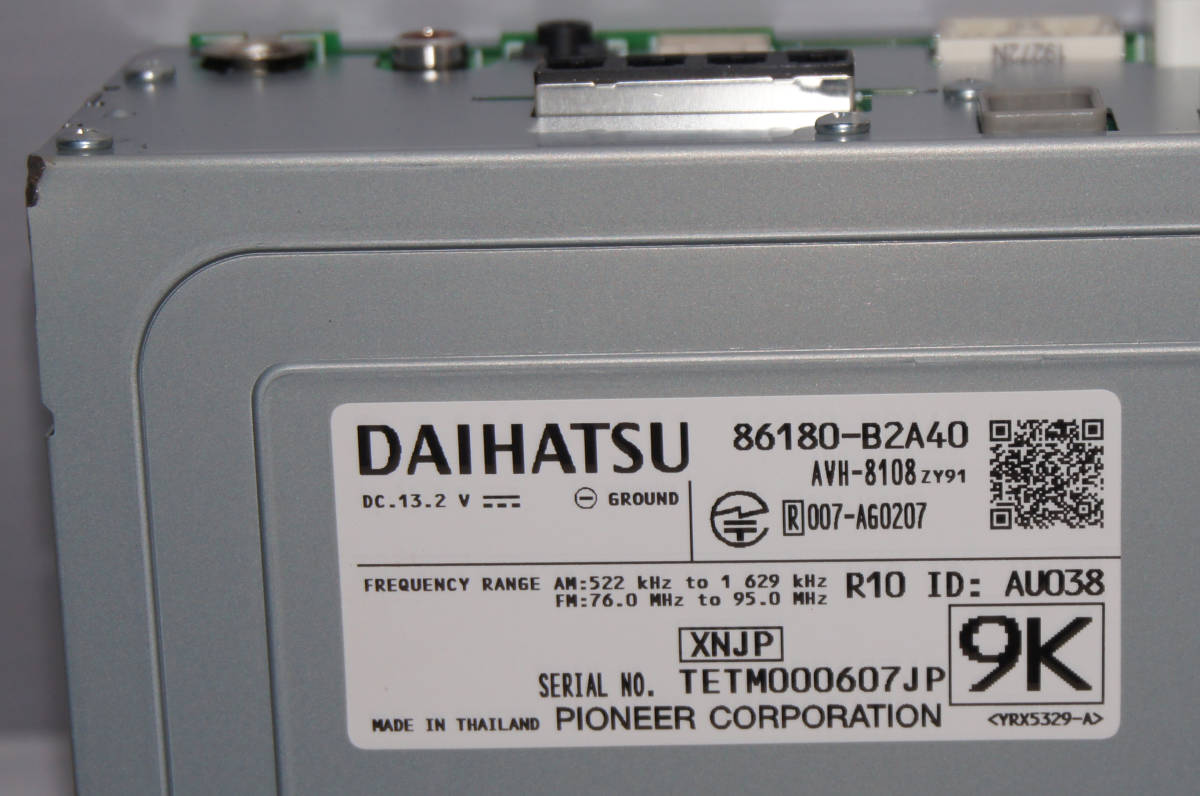 19272N
DAIHATSU
86180-B2A40
AVH-8108 ZY91
DC.13.2 V
GROUND
R 007-A60207
FREQUENCY RANGE AM:522 kHz to 1 629 kHz
FM:76.0 MHz to 95.0 MHz
R10 ID: AU038
XNJP
9K
SERIAL NO. TETM000607JP
MADE IN THAILAND PIONEER CORPORATION
<YRX5329-A>